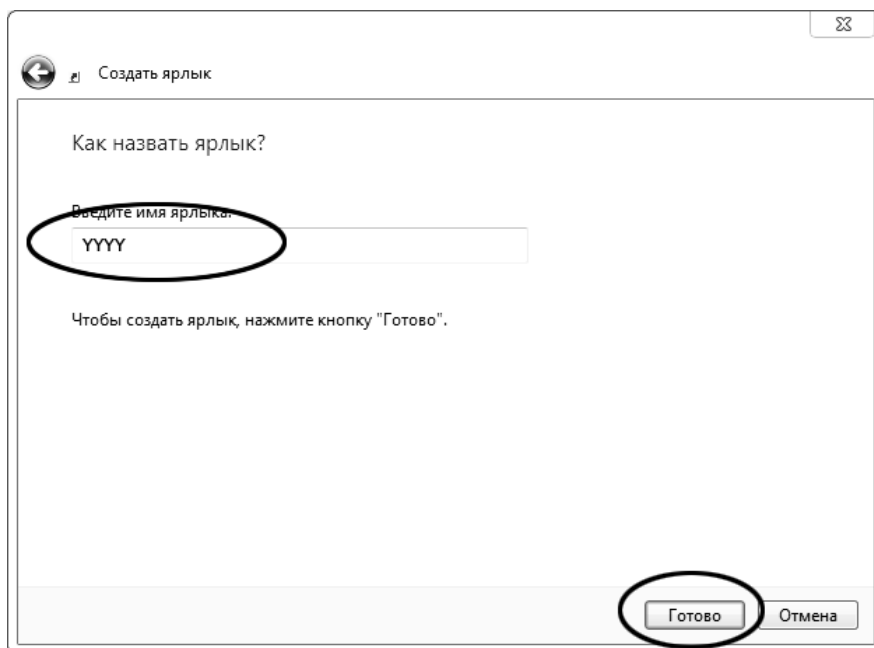 Создать ярлык
Как назвать ярлык?
Введите имя ярлыка:
YYYY
Чтобы создать ярлык, нажмите кнопку "Готово".
Готово
Отмена